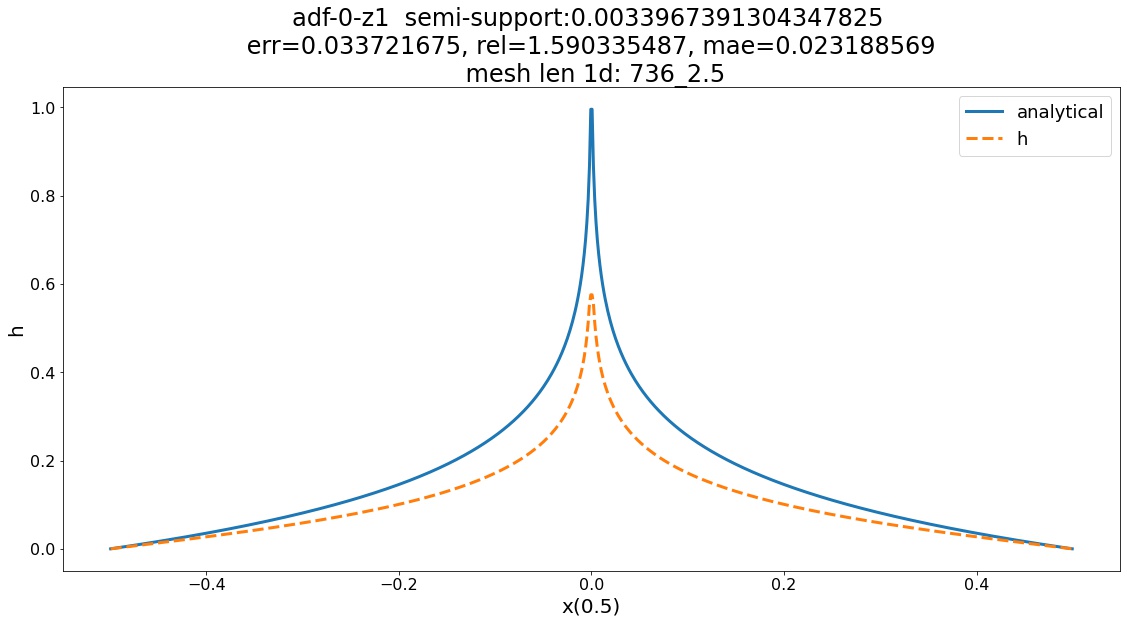 adf-0-z1  semi-support:0.0033967391304347825
err=0.033721675, rel=1.590335487, mae=0.023188569
mesh len 1d: 736_2.5
analytical
h
1.0
0.8
0.6
0.4
0.2
0.0
h
−0.4
−0.2
0.0
0.2
0.4
x(0.5)